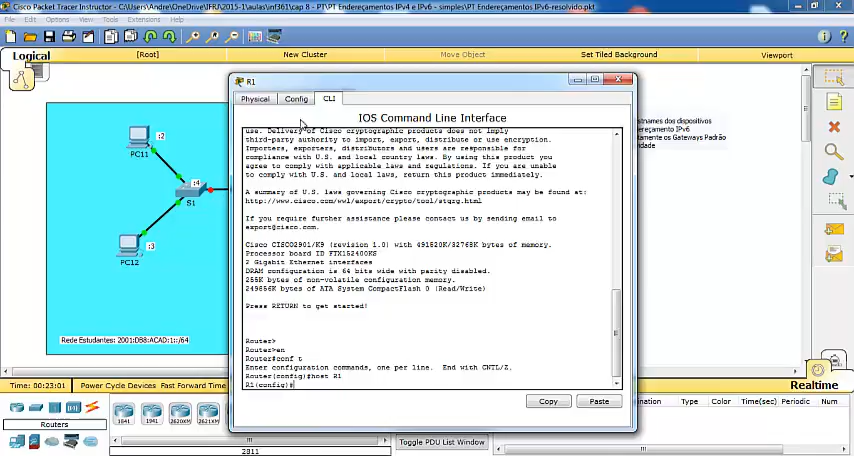 Cisco Packet Tracer Instructor - C:\Users\Andre\OneDrive\IFRJ\2015-1\aulas\inf361\cap 8 - PT\PT Endereçamentos IPv4 e IPv6 - simples\PT Endereçamentos IPv6-resolvido.pkt
File Edit Options View Tools Extensions Help
Logical [Root] New Cluster Move Object Set Tiled Background Viewport
R1
Physical Config CLI
IOS Command Line Interface
use. Delivery of Cisco cryptographic products does not imply
third-party authority to import, export, distribute or use encryption.
Importers, exporters, distributors and users are responsible for
compliance with U.S. and local country laws. By using this product you
agree to comply with applicable laws and regulations. If you are unable
to comply with U.S. and local laws, return this product immediately.
A summary of U.S. laws governing Cisco cryptographic products may be found at:
http://www.cisco.com/wwl/export/crypto/tool/stqrg.html
If you require further assistance please contact us by sending email to
export@cisco.com.
Cisco CISCO2901/K9 (revision 1.0) with 491520K/32768K bytes of memory.
Processor board ID FTX152400KS
2 Gigabit Ethernet interfaces
DRAM configuration is 64 bits wide with parity disabled.
255K bytes of non-volatile configuration memory.
249856K bytes of ATA System CompactFlash 0 (Read/Write)
Press RETURN to get started!
Router>
Router>en
Router#conf t
Enter configuration commands, one per line. End with CNTL/Z.
Router(config)#host R1
R1(config)#
Copy Paste
:2
PC11
:4
S1
:3
PC12
Rede Estudantes: 2001:DB8:ACAD:1::/64
stnames dos dispositivos
ereçamento IPv6
mente os Gateways Padrão
vidade
Time: 00:23:01 Power Cycle Devices Fast Forward Time
Realtime
Routers
1841 1941 2620XM 2621XM
2811
Toggle PDU List Window
ination Type Color Time(sec) Periodic Num